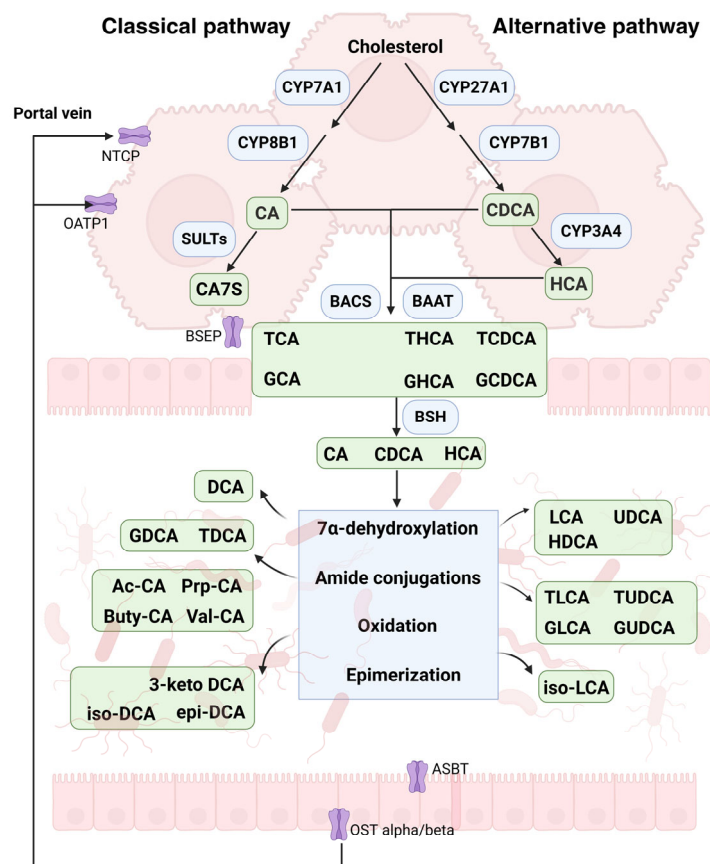 Classical pathway
Alternative pathway
Cholesterol
CYP7A1
CYP27A1
Portal vein
NTCP
CYP8B1
CYP7B1
OATP1
CA
CDCA
SULTs
CYP3A4
CA7S
HCA
BACS
BAAT
BSEP
TCA THCA TCDCA
GCA GHCA GCDCA
BSH
CA CDCA HCA
DCA
7α-dehydroxylation
LCA UDCA
HDCA
GDCA TDCA
Amide conjugations
Ac-CA Prp-CA
Buty-CA Val-CA
TLCA TUDCA
GLCA GUDCA
Oxidation
Epimerization
3-keto DCA
iso-DCA epi-DCA
iso-LCA
ASBT
OST alpha/beta